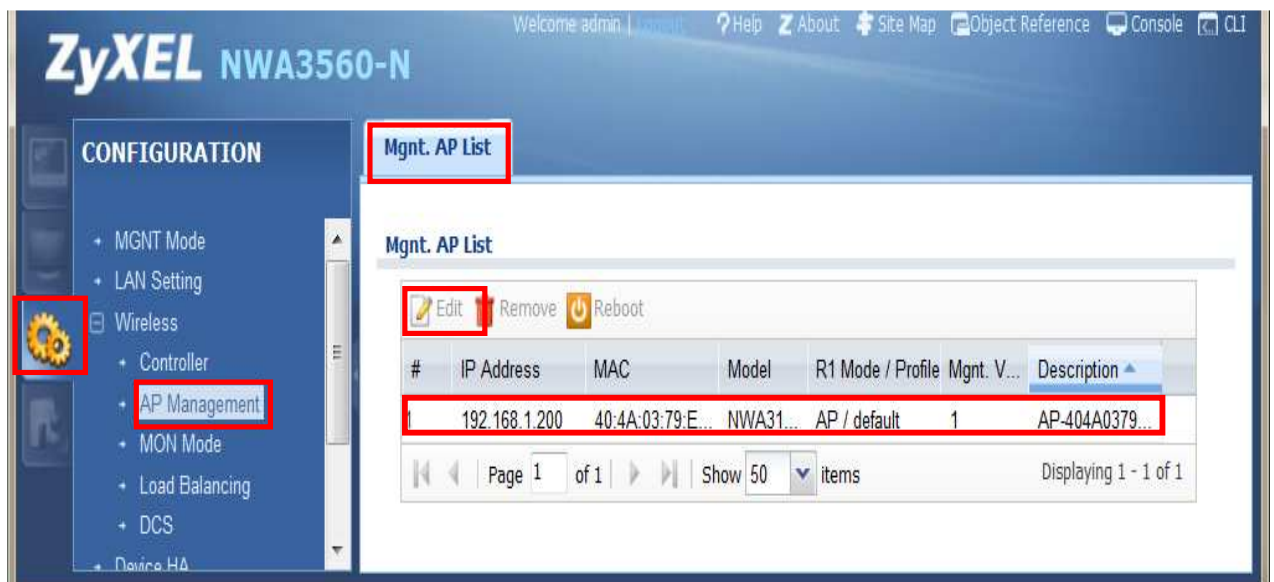 Welcome admin | Logout ?Help Z About Site Map Object Reference Console CLI
ZyXEL NWA3560-N
CONFIGURATION
MGNT Mode
LAN Setting
Wireless
Controller
AP Management
MON Mode
Load Balancing
DCS
Device HA
Mgnt. AP List
Mgnt. AP List
Edit Remove Reboot
# IP Address MAC Model R1 Mode / Profile Mgnt. V... Description
1 192.168.1.200 40:4A:03:79:E... NWA31... AP / default 1 AP-404A0379...
Page 1 of 1 Show 50 items Displaying 1 - 1 of 1